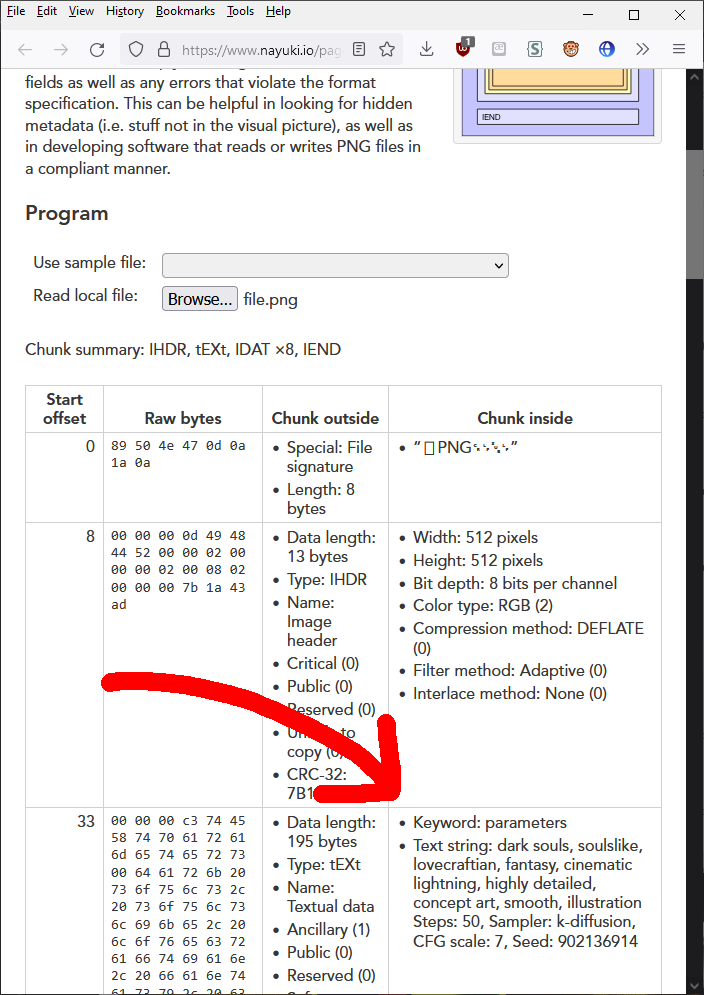 File Edit View History Bookmarks Tools Help
https://www.nayuki.io/pag
1
fields as well as any errors that violate the format
specification. This can be helpful in looking for hidden
metadata (i.e. stuff not in the visual picture), as well as
in developing software that reads or writes PNG files in
a compliant manner.
IEND
Program
Use sample file:
Read local file: Browse... file.png
Chunk summary: IHDR, tEXt, IDAT ×8, IEND
Start
offset
Raw bytes
Chunk outside
Chunk inside
0
89 50 4e 47 0d 0a
1a 0a
• Special: File
signature
• Length: 8
bytes
• “PNG”
8
00 00 00 0d 49 48
44 52 00 00 02 00
00 00 02 00 08 02
00 00 00 7b 1a 43
ad
• Data length:
13 bytes
• Type: IHDR
• Name:
Image
header
• Critical (0)
• Public (0)
Reserved (0)
to
copy
• CRC-32:
7B1
• Width: 512 pixels
• Height: 512 pixels
• Bit depth: 8 bits per channel
• Color type: RGB (2)
• Compression method: DEFLATE
(0)
• Filter method: Adaptive (0)
• Interlace method: None (0)
33
00 00 00 c3 74 45
58 74 70 61 72 61
6d 65 74 65 72 73
00 64 61 72 6b 20
73 6f 75 6c 73 2c
20 73 6f 75 6c 73
6c 69 6b 65 2c 20
6c 6f 76 65 63 72
61 66 74 69 61 6e
2c 20 66 61 6e 74
61 73 79 2c 20 63
• Data length:
195 bytes
• Type: tEXt
• Name:
Textual data
• Ancillary (1)
• Public (0)
• Reserved (0)
• Keyword: parameters
• Text string: dark souls, soulslike,
lovecraftian, fantasy, cinematic
lightning, highly detailed,
concept art, smooth, illustration
Steps: 50, Sampler: k-diffusion,
CFG scale: 7, Seed: 902136914